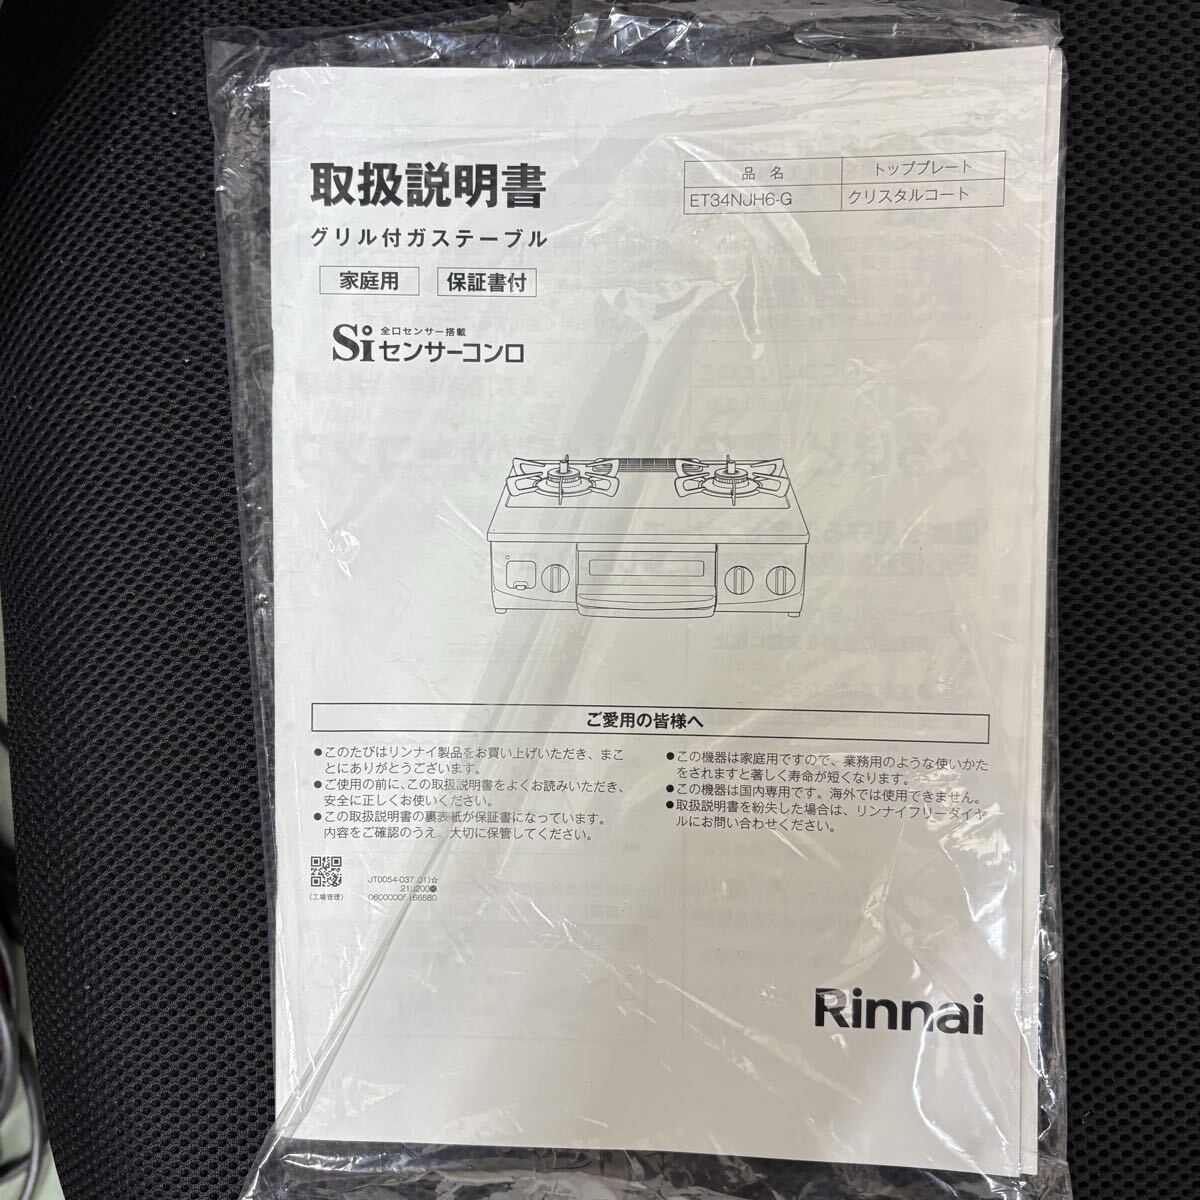 取扱説明書
グリル付ガステーブル
家庭用 保証書付
全口センサー搭載
Siセンサーコンロ
品名 トッププレート
ET34NJH6-G クリスタルコート
ご愛用の皆様へ
●このたびはリンナイ製品をお買い上げいただき、まこ
とにありがとうございます。
●ご使用の前に、この取扱説明書をよくお読みいただき、
安全に正しくお使いください。
●この取扱説明書の裏表紙が保証書になっています。
内容をご確認のうえ、大切に保管してください。
●この機器は家庭用ですので、業務用のような使いかた
をされますと著しく寿命が短くなります。
●この機器は国内専用です。海外では使用できません。
●取扱説明書を紛失した場合は、リンナイフリーダイヤ
ルにお問い合わせください。
(工場管理)
Rinnai